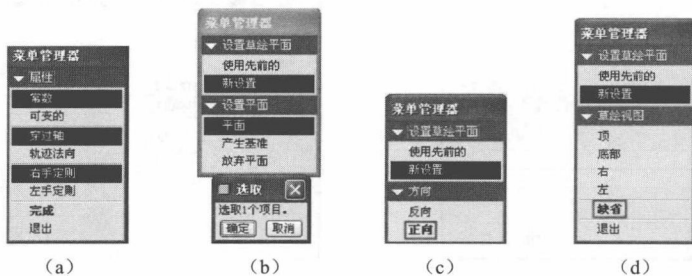 菜单管理器
▼ 属性
常数
可变的
穿过轴
轨迹法向
右手定则
左手定则
完成
退出
(a)
菜单管理器
▼ 设置草绘平面
使用先前的
新设置
▼ 设置平面
平面
产生基准
放弃平面
选取
选取1个项目。
确定 取消
(b)
菜单管理器
▼ 设置草绘平面
使用先前的
新设置
▼ 方向
反向
正向
(c)
菜单管理器
▼ 设置草绘平面
使用先前的
新设置
▼ 草绘视图
顶
底部
右
左
缺省
退出
(d)